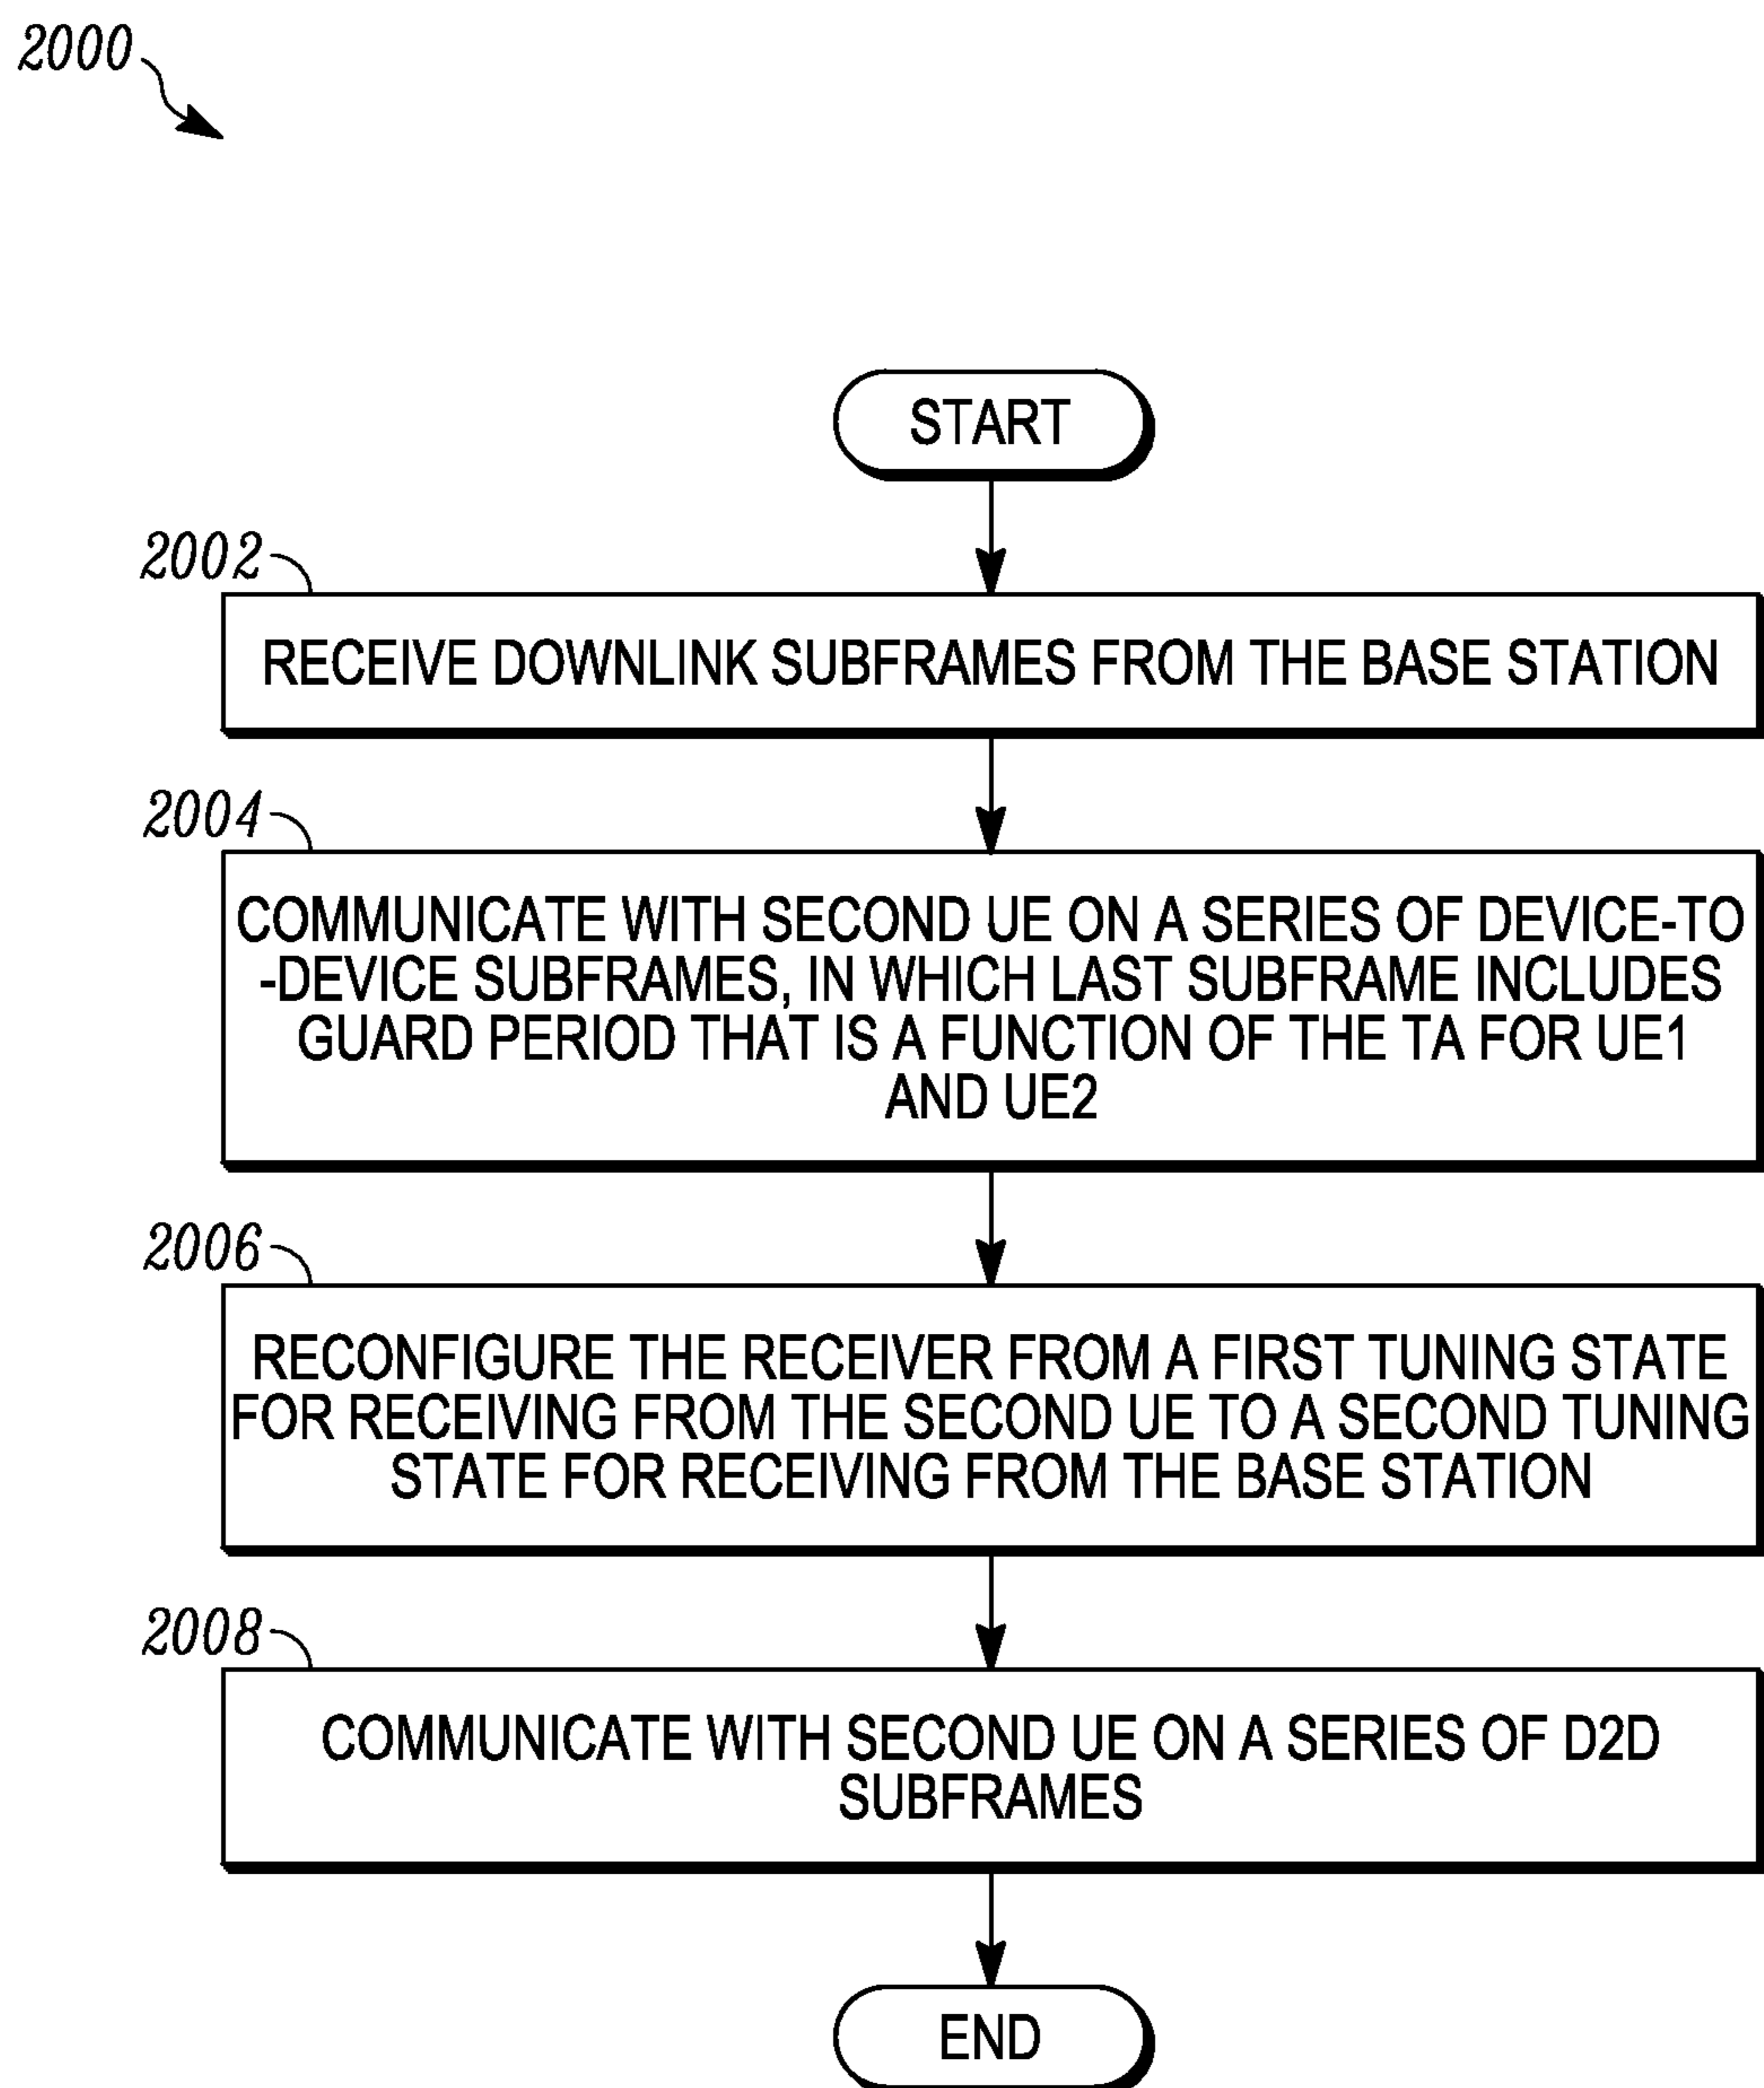 2000
START
2002
RECEIVE DOWNLINK SUBFRAMES FROM THE BASE STATION
2004
COMMUNICATE WITH SECOND UE ON A SERIES OF DEVICE-TO
-DEVICE SUBFRAMES, IN WHICH LAST SUBFRAME INCLUDES
GUARD PERIOD THAT IS A FUNCTION OF THE TA FOR UE1
AND UE2
2006
RECONFIGURE THE RECEIVER FROM A FIRST TUNING STATE
FOR RECEIVING FROM THE SECOND UE TO A SECOND TUNING
STATE FOR RECEIVING FROM THE BASE STATION
2008
COMMUNICATE WITH SECOND UE ON A SERIES OF D2D
SUBFRAMES
END